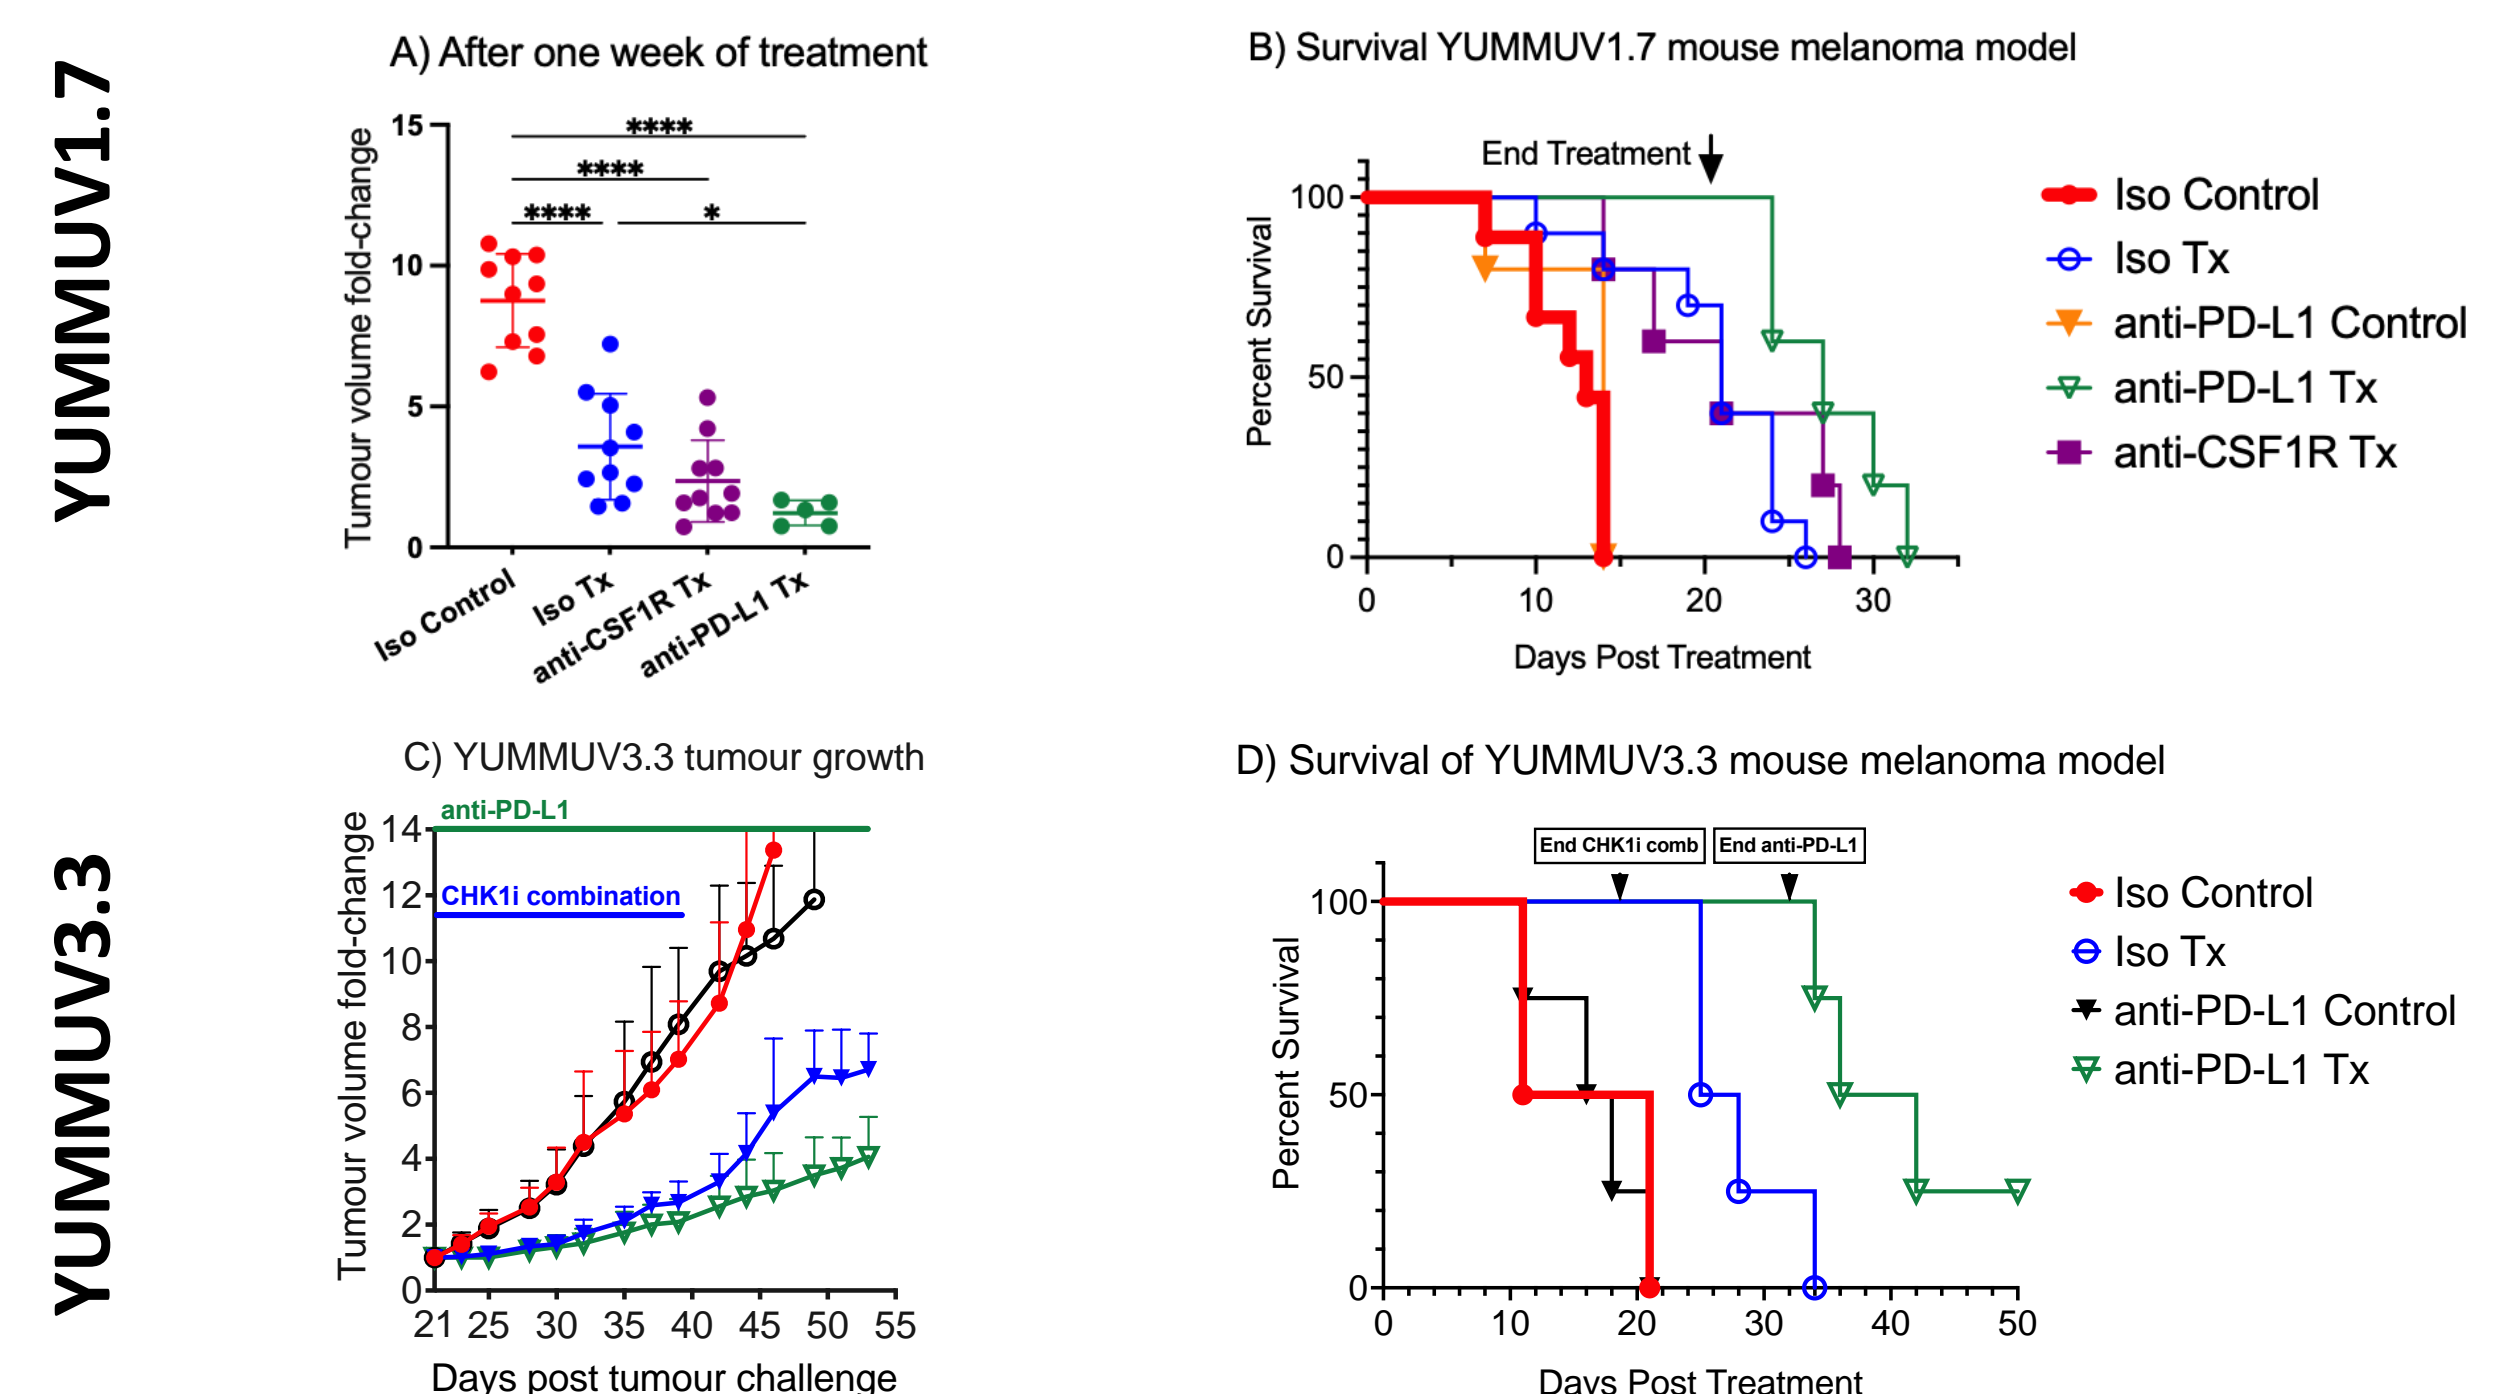 YUMMUV1.7
A) After one week of treatment
Tumour volume fold-change
15
10
5
0
****
****
****
*
Iso Control
Iso Tx
anti-CSF1R Tx
anti-PD-L1 Tx
B) Survival YUMMUV1.7 mouse melanoma model
End Treatment
Percent Survival
100
50
0
0 10 20 30
Days Post Treatment
Iso Control
Iso Tx
anti-PD-L1 Control
anti-PD-L1 Tx
anti-CSF1R Tx
YUMMUV3.3
C) YUMMUV3.3 tumour growth
anti-PD-L1
CHK1i combination
Tumour volume fold-change
14
12
10
8
6
4
2
0
21 25 30 35 40 45 50 55
Days post tumour challenge
D) Survival of YUMMUV3.3 mouse melanoma model
End CHK1i comb
End anti-PD-L1
Percent Survival
100
50
0
0 10 20 30 40 50
Days Post Treatment
Iso Control
Iso Tx
anti-PD-L1 Control
anti-PD-L1 Tx